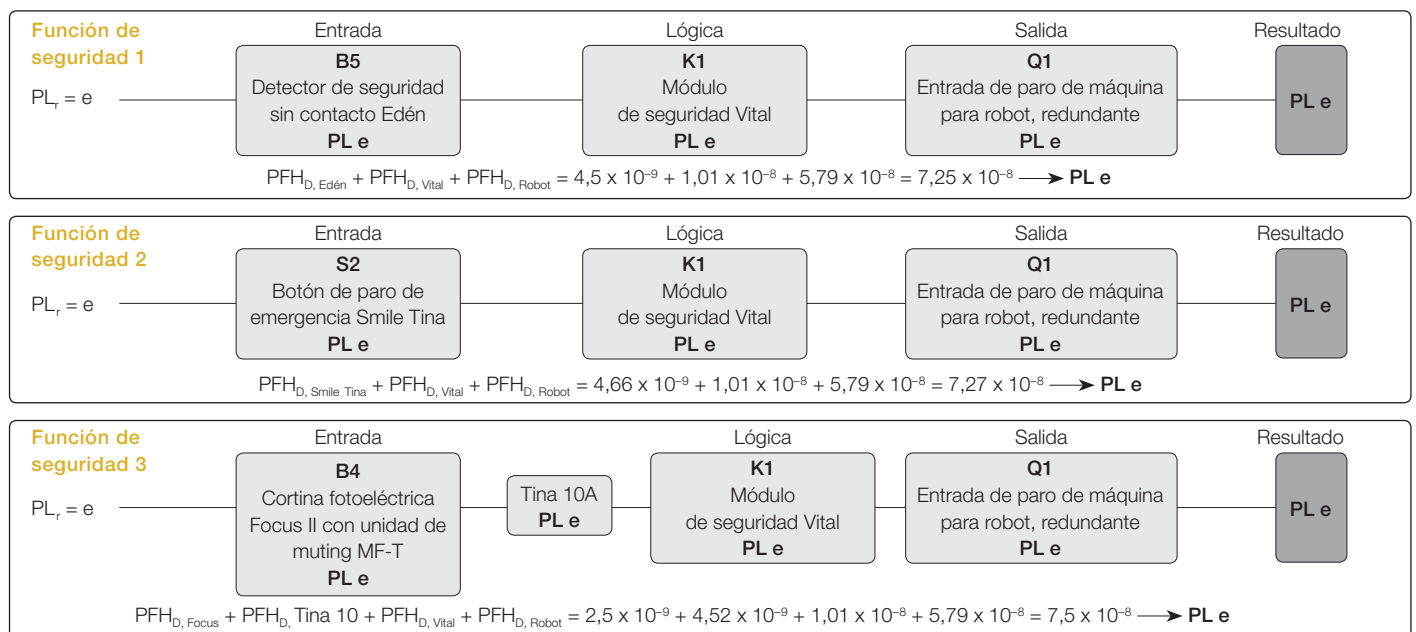 Función de
seguridad 1
Entrada
Lógica
Salida
Resultado
PLr = e
B5
Detector de seguridad
sin contacto Edén
PL e
K1
Módulo
de seguridad Vital
PL e
Q1
Entrada de paro de máquina
para robot, redundante
PL e
PL e
PFHD, Edén + PFHD, Vital + PFHD, Robot = 4,5 x 10⁻⁹ + 1,01 x 10⁻⁸ + 5,79 x 10⁻⁸ = 7,25 x 10⁻⁸ → PL e
Función de
seguridad 2
Entrada
Lógica
Salida
Resultado
PLr = e
S2
Botón de paro de
emergencia Smile Tina
PL e
K1
Módulo
de seguridad Vital
PL e
Q1
Entrada de paro de máquina
para robot, redundante
PL e
PL e
PFHD, Smile Tina + PFHD, Vital + PFHD, Robot = 4,66 x 10⁻⁹ + 1,01 x 10⁻⁸ + 5,79 x 10⁻⁸ = 7,27 x 10⁻⁸ → PL e
Función de
seguridad 3
Entrada
Lógica
Salida
Resultado
PLr = e
B4
Cortina fotoeléctrica
Focus II con unidad de
muting MF-T
PL e
Tina 10A
PL e
K1
Módulo
de seguridad Vital
PL e
Q1
Entrada de paro de máquina
para robot, redundante
PL e
PL e
PFHD, Focus + PFHD, Tina 10 + PFHD, Vital + PFHD, Robot = 2,5 x 10⁻⁹ + 4,52 x 10⁻⁹ + 1,01 x 10⁻⁸ + 5,79 x 10⁻⁸ = 7,5 x 10⁻⁸ → PL e